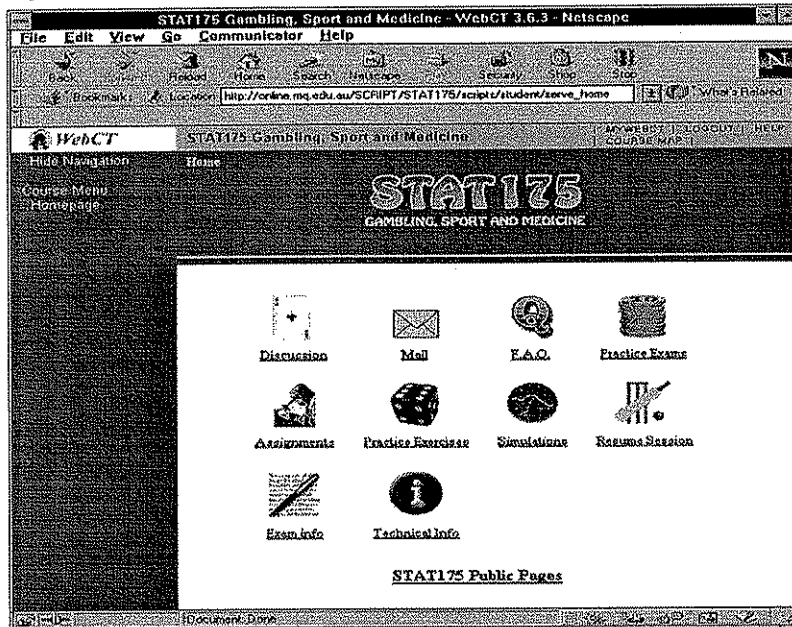 STAT175 Gambling, Sport and Medicine - WebCT 3.6.3 - Netscape
File Edit View Go Communicator Help
Back Forward Reload Home Search Netscape Security Shop Stop
Bookmarks Location: http://online.mq.edu.au/SCRIPT/STAT175/scripts/student/serve_home What's Related
WebCT STAT175 Gambling, Sport and Medicine MYWEBCT | LOGOUT | HELP
COURSE MAP
Hide Navigation Home
Course Menu
Homepage
STAT175
GAMBLING, SPORT AND MEDICINE
Discussion Mail F.A.Q. Practice Exams
Assignments Practice Exercises Simulations Resume Session
Exam info Technical Info
STAT175 Public Pages
Document: Done